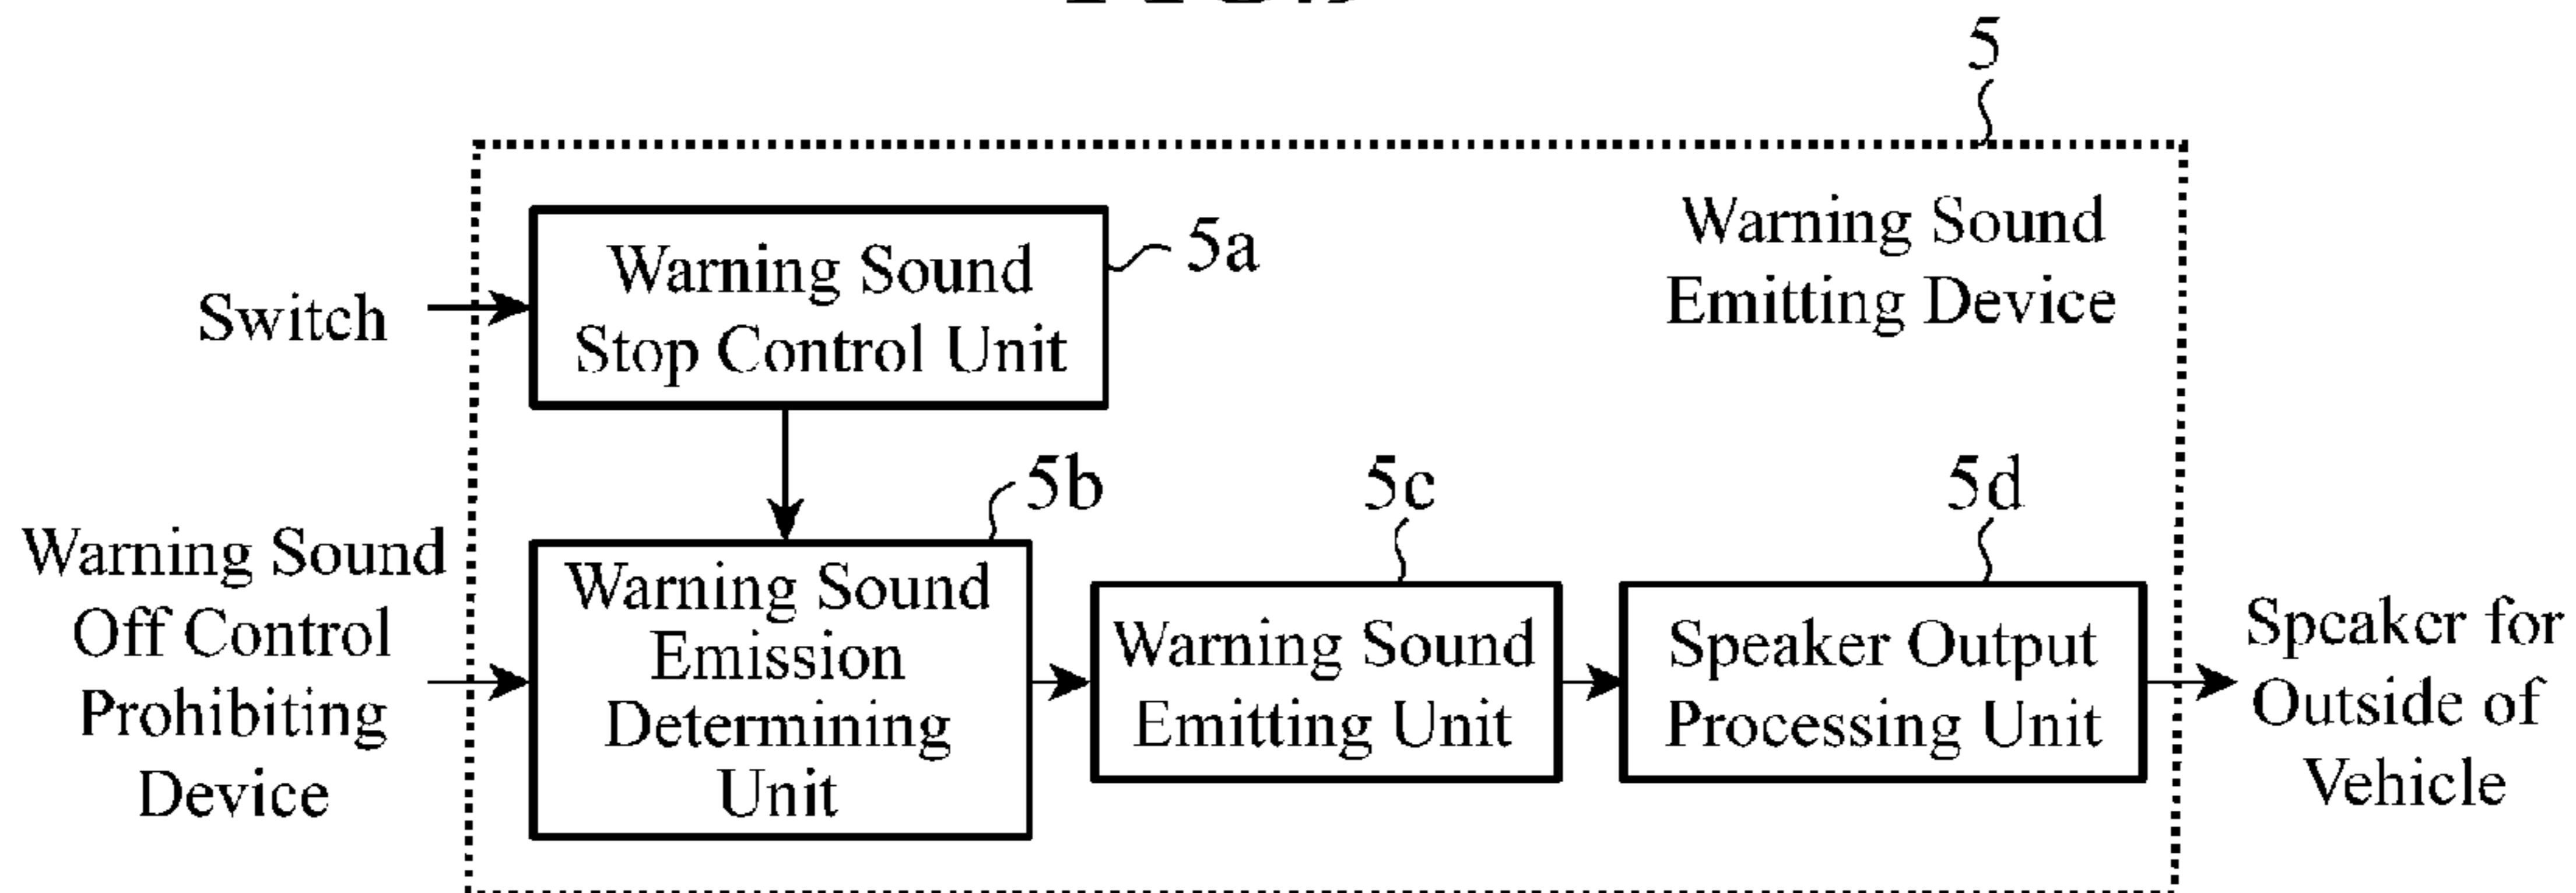 5
Warning Sound
Emitting Device
Warning Sound
Stop Control Unit
5a
Switch
5b
5c
5d
Warning Sound
Off Control
Prohibiting
Device
Warning Sound
Emission
Determining
Unit
Warning Sound
Emitting Unit
Speaker Output
Processing Unit
Speaker for
Outside of
Vehicle